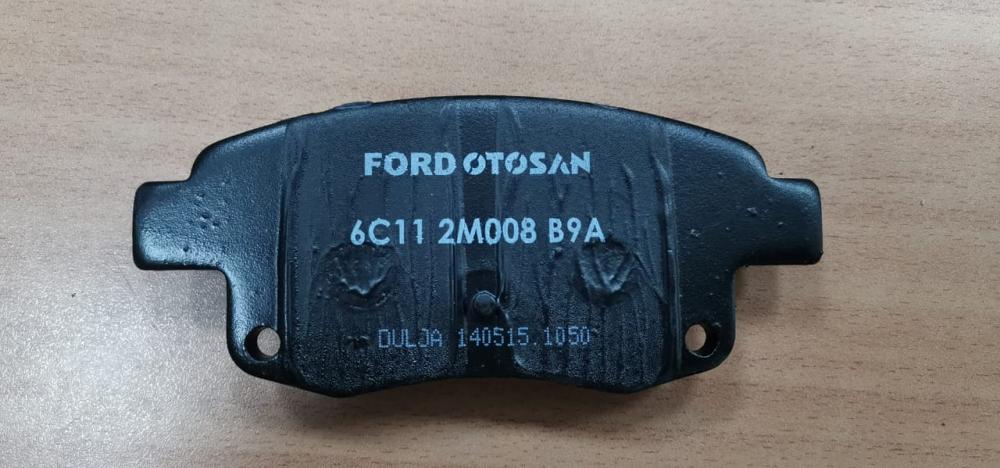 FORD OTOSAN
6C11 2M008 B9A
DULJA 140515.1050